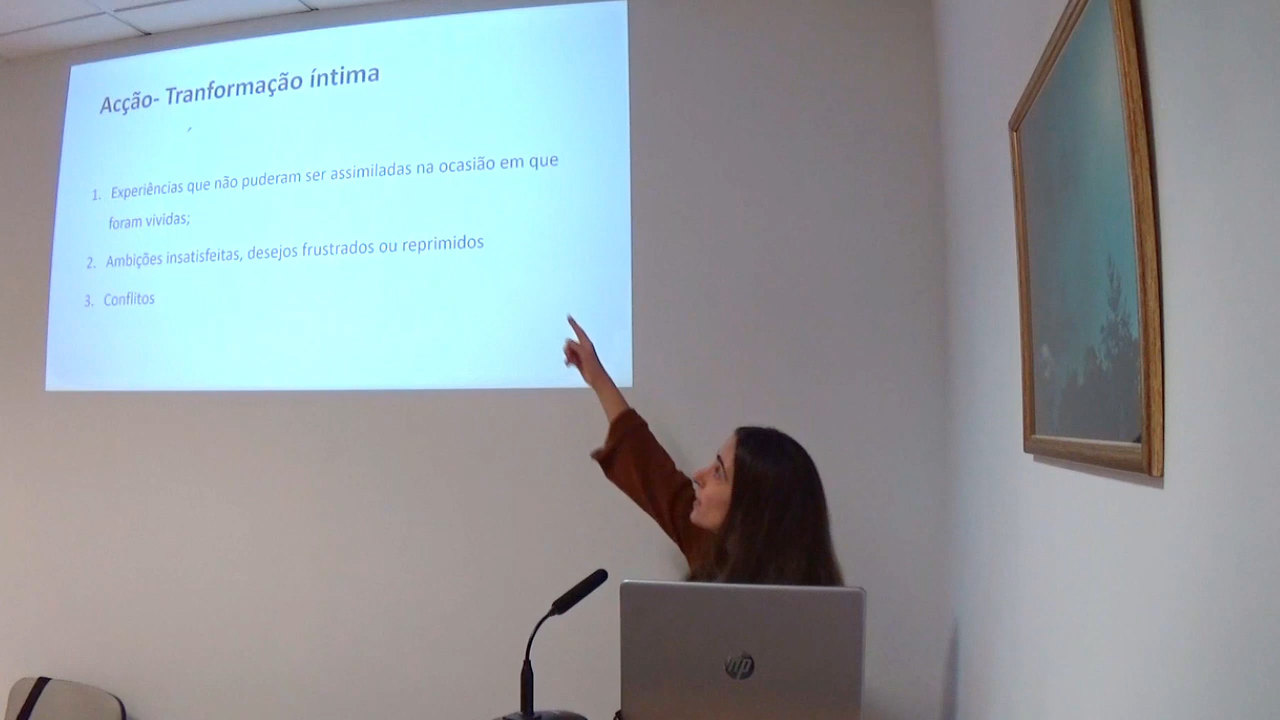 Acção- Tranformação íntima
1. Experiências que não puderam ser assimiladas na ocasião em que
foram vividas;
2. Ambições insatisfeitas, desejos frustrados ou reprimidos
3. Conflitos
hp